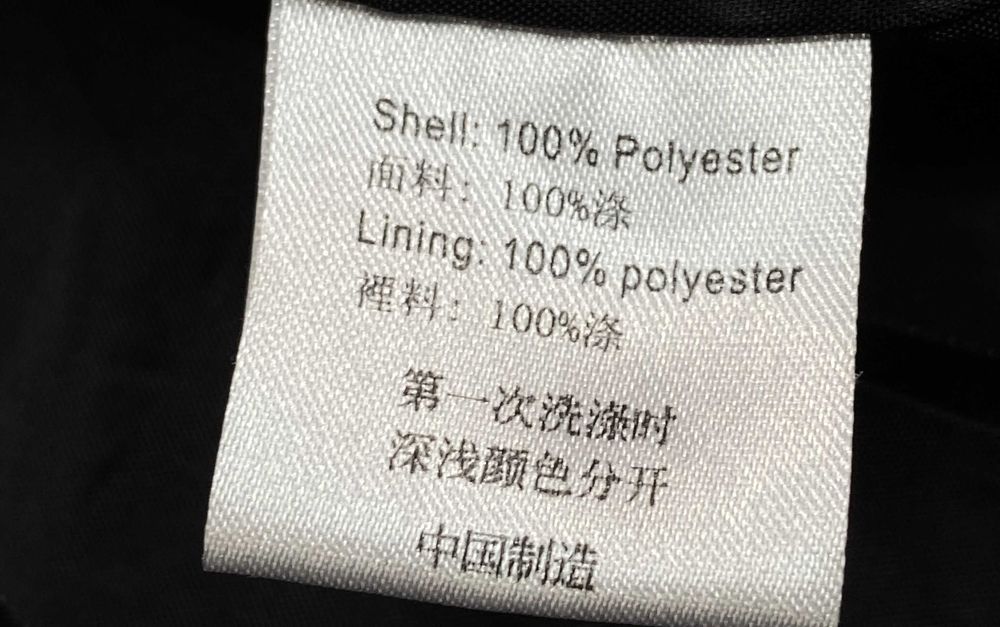 Shell: 100% Polyester
面料: 100%涤
Lining: 100% polyester
裡料: 100%涤
第一次洗涤时
深浅颜色分开
中国制造